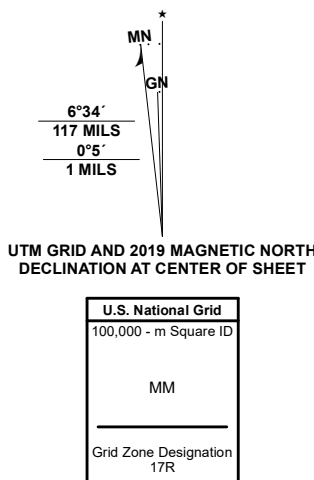 MN
GN
6°34´
117 MILS
0°5´
1 MILS
UTM GRID AND 2019 MAGNETIC NORTH
DECLINATION AT CENTER OF SHEET
U.S. National Grid
100,000 - m Square ID
MM
Grid Zone Designation
17R